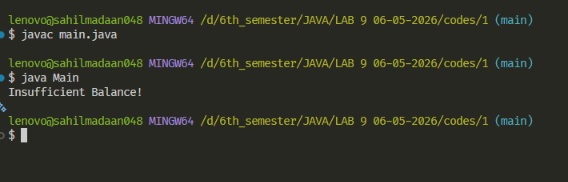 lenovo@sahilmadaan048 MINGW64 /d/6th_semester/JAVA/LAB 9 06-05-2026/codes/1 (main)
$ javac main.java
lenovo@sahilmadaan048 MINGW64 /d/6th_semester/JAVA/LAB 9 06-05-2026/codes/1 (main)
$ java Main
Insufficient Balance!
lenovo@sahilmadaan048 MINGW64 /d/6th_semester/JAVA/LAB 9 06-05-2026/codes/1 (main)
$